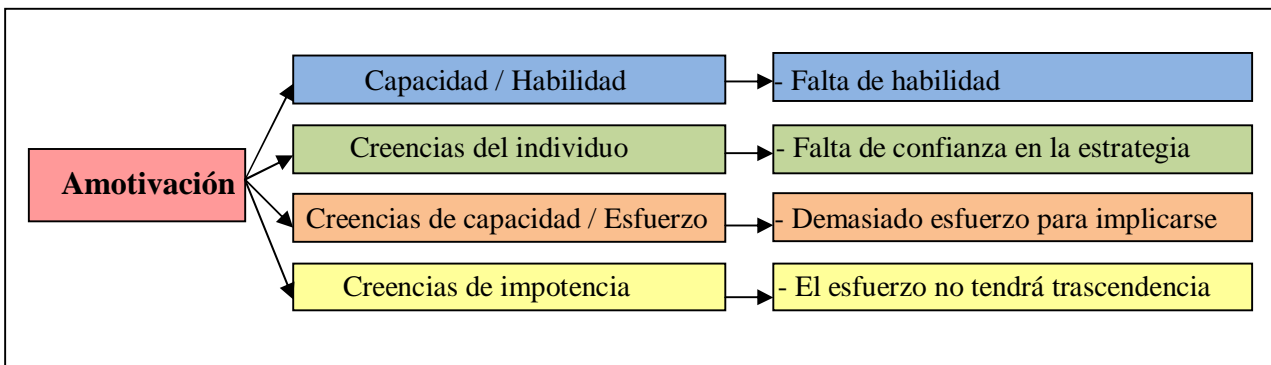 Amotivación
Capacidad / Habilidad
- Falta de habilidad
Creencias del individuo
- Falta de confianza en la estrategia
Creencias de capacidad / Esfuerzo
- Demasiado esfuerzo para implicarse
Creencias de impotencia
- El esfuerzo no tendrá trascendencia